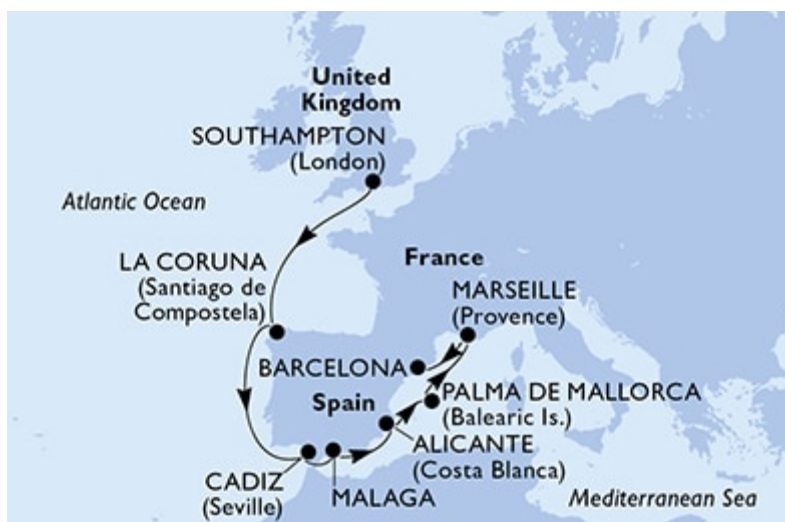 United
Kingdom
SOUTHAMPTON
(London)
Atlantic Ocean
LA CORUNA
(Santiago de
Compostela)
France
MARSEILLE
(Provence)
BARCELONA
Spain
PALMA DE MALLORCA
(Balearic Is.)
ALICANTE
(Costa Blanca)
CADIZ
(Seville)
MALAGA
Mediterranean Sea